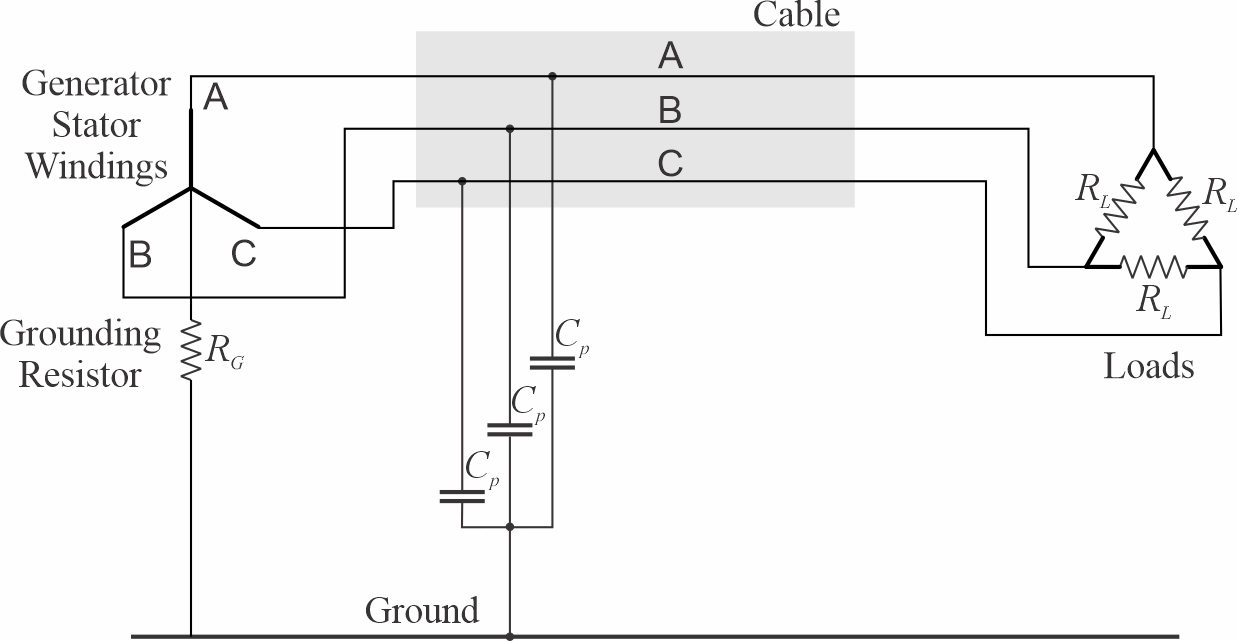 Cable
Generator
Stator
Windings
A
B
C
A
B
C
Grounding
Resistor
R_G
C_p
C_p
C_p
R_L
R_L
R_L
Loads
Ground